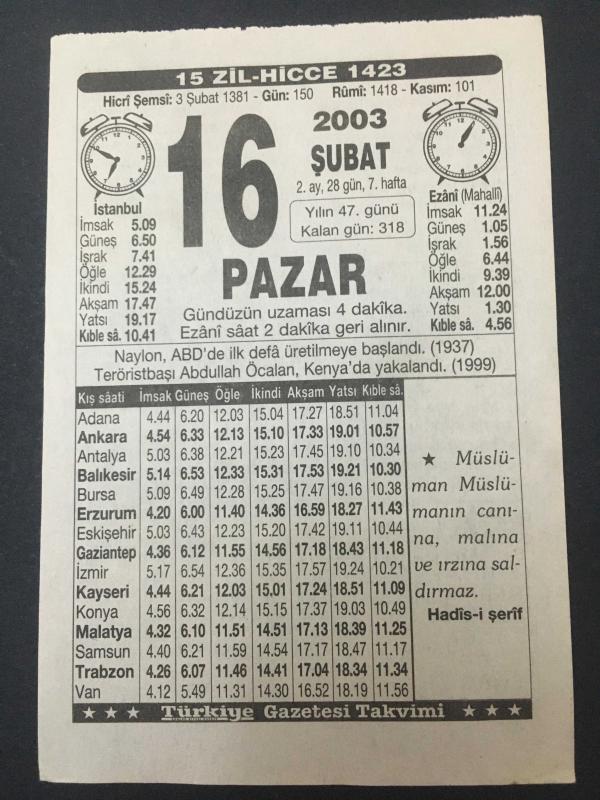 15 ZİL-HİCCE 1423
Hicrî Şemsî: 3 Şubat 1381 - Gün: 150 Rûmî: 1418 - Kasım: 101
16
2003
ŞUBAT
2. ay, 28 gün, 7. hafta
Yılın 47. günü
Kalan gün: 318
PAZAR
Gündüzün uzaması 4 dakîka.
Ezânî sâat 2 dakîka geri alınır.
İstanbul
İmsak 5.09
Güneş 6.50
İşrak 7.41
Öğle 12.29
İkindi 15.24
Akşam 17.47
Yatsı 19.17
Kıble sâ. 10.41
Ezânî (Mahallî)
İmsak 11.24
Güneş 1.05
İşrak 1.56
Öğle 6.44
İkindi 9.39
Akşam 12.00
Yatsı 1.30
Kıble sâ. 4.56
Naylon, ABD'de ilk defâ üretilmeye başlandı. (1937)
Teröristbaşı Abdullah Öcalan, Kenya'da yakalandı. (1999)
Kış sâati İmsak Güneş Öğle İkindi Akşam Yatsı Kıble sâ.
Adana 4.44 6.20 12.03 15.04 17.27 18.51 11.04
Ankara 4.54 6.33 12.13 15.10 17.33 19.01 10.57
Antalya 5.03 6.38 12.21 15.23 17.45 19.10 10.34
Balıkesir 5.14 6.53 12.33 15.31 17.53 19.21 10.30
Bursa 5.09 6.49 12.28 15.25 17.47 19.16 10.38
Erzurum 4.20 6.00 11.40 14.36 16.59 18.27 11.43
Eskişehir 5.03 6.43 12.23 15.20 17.42 19.11 10.44
Gaziantep 4.36 6.12 11.55 14.56 17.18 18.43 11.18
İzmir 5.17 6.54 12.36 15.35 17.57 19.24 10.21
Kayseri 4.44 6.21 12.03 15.01 17.24 18.51 11.09
Konya 4.56 6.32 12.14 15.15 17.37 19.03 10.49
Malatya 4.32 6.10 11.51 14.51 17.13 18.39 11.25
Samsun 4.40 6.21 11.59 14.54 17.17 18.47 11.17
Trabzon 4.26 6.07 11.46 14.41 17.04 18.34 11.34
Van 4.12 5.49 11.31 14.30 16.52 18.19 11.56
★ Müslü-
man Müslü-
manın canı-
na, malına
ve ırzına sal-
dırmaz.
Hadîs-i şerîf
★ ★ ★ Türkiye Gazetesi Takvimi ★ ★ ★